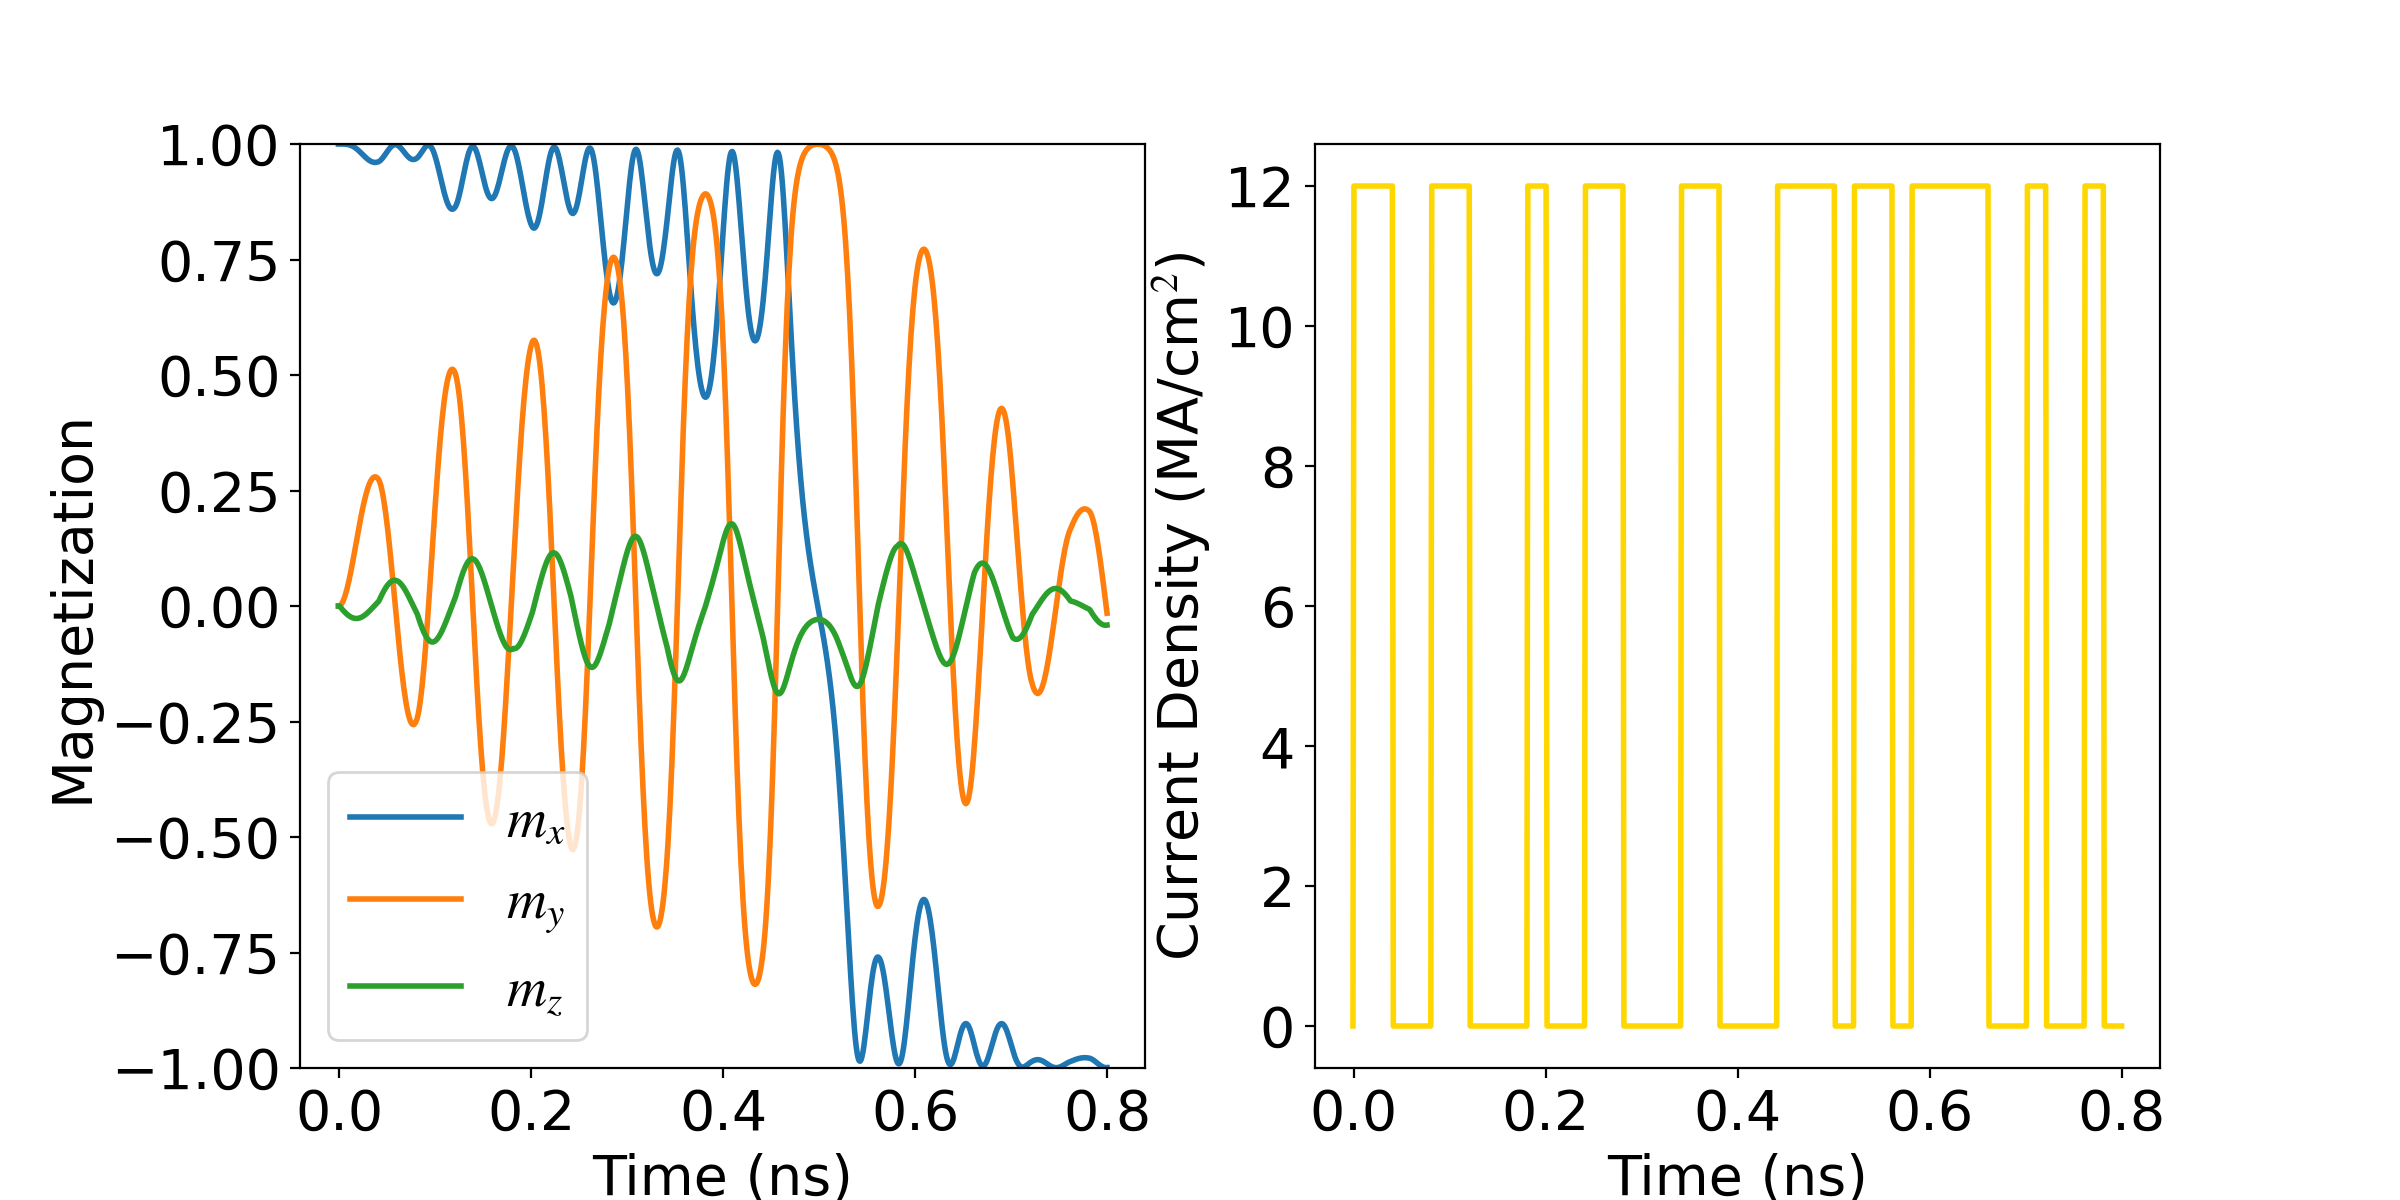 Magnetization
1.00
0.75
0.50
0.25
0.00
−0.25
−0.50
−0.75
−1.00
m_x
m_y
m_z
0.0 0.2 0.4 0.6 0.8
Time (ns)
Current Density (MA/cm²)
12
10
8
6
4
2
0
0.0 0.2 0.4 0.6 0.8
Time (ns)